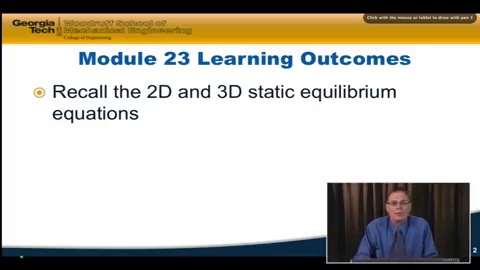 Click with the mouse or tablet to draw with pen 3
Georgia Tech
Woodruff School of
Mechanical Engineering
College of Engineering
Module 23 Learning Outcomes
Recall the 2D and 3D static equilibrium
equations
2